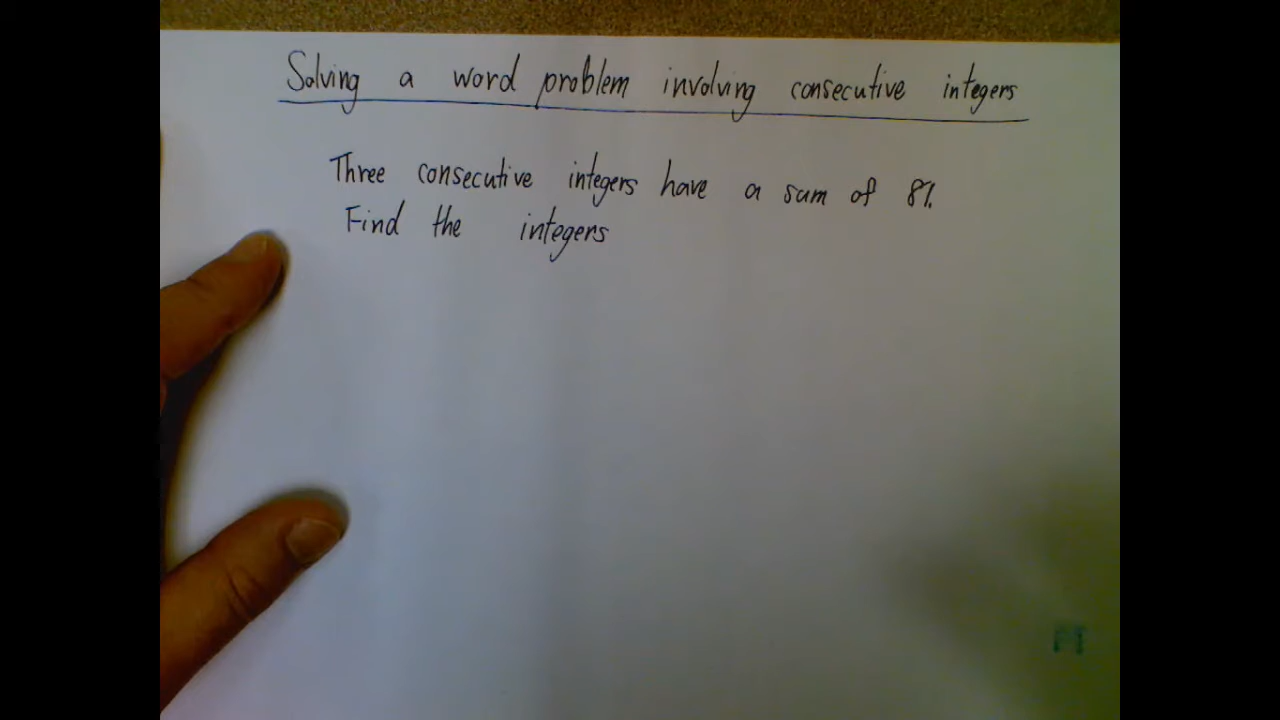 Solving a word problem involving consecutive integers
Three consecutive integers have a sum of 81.
Find the integers